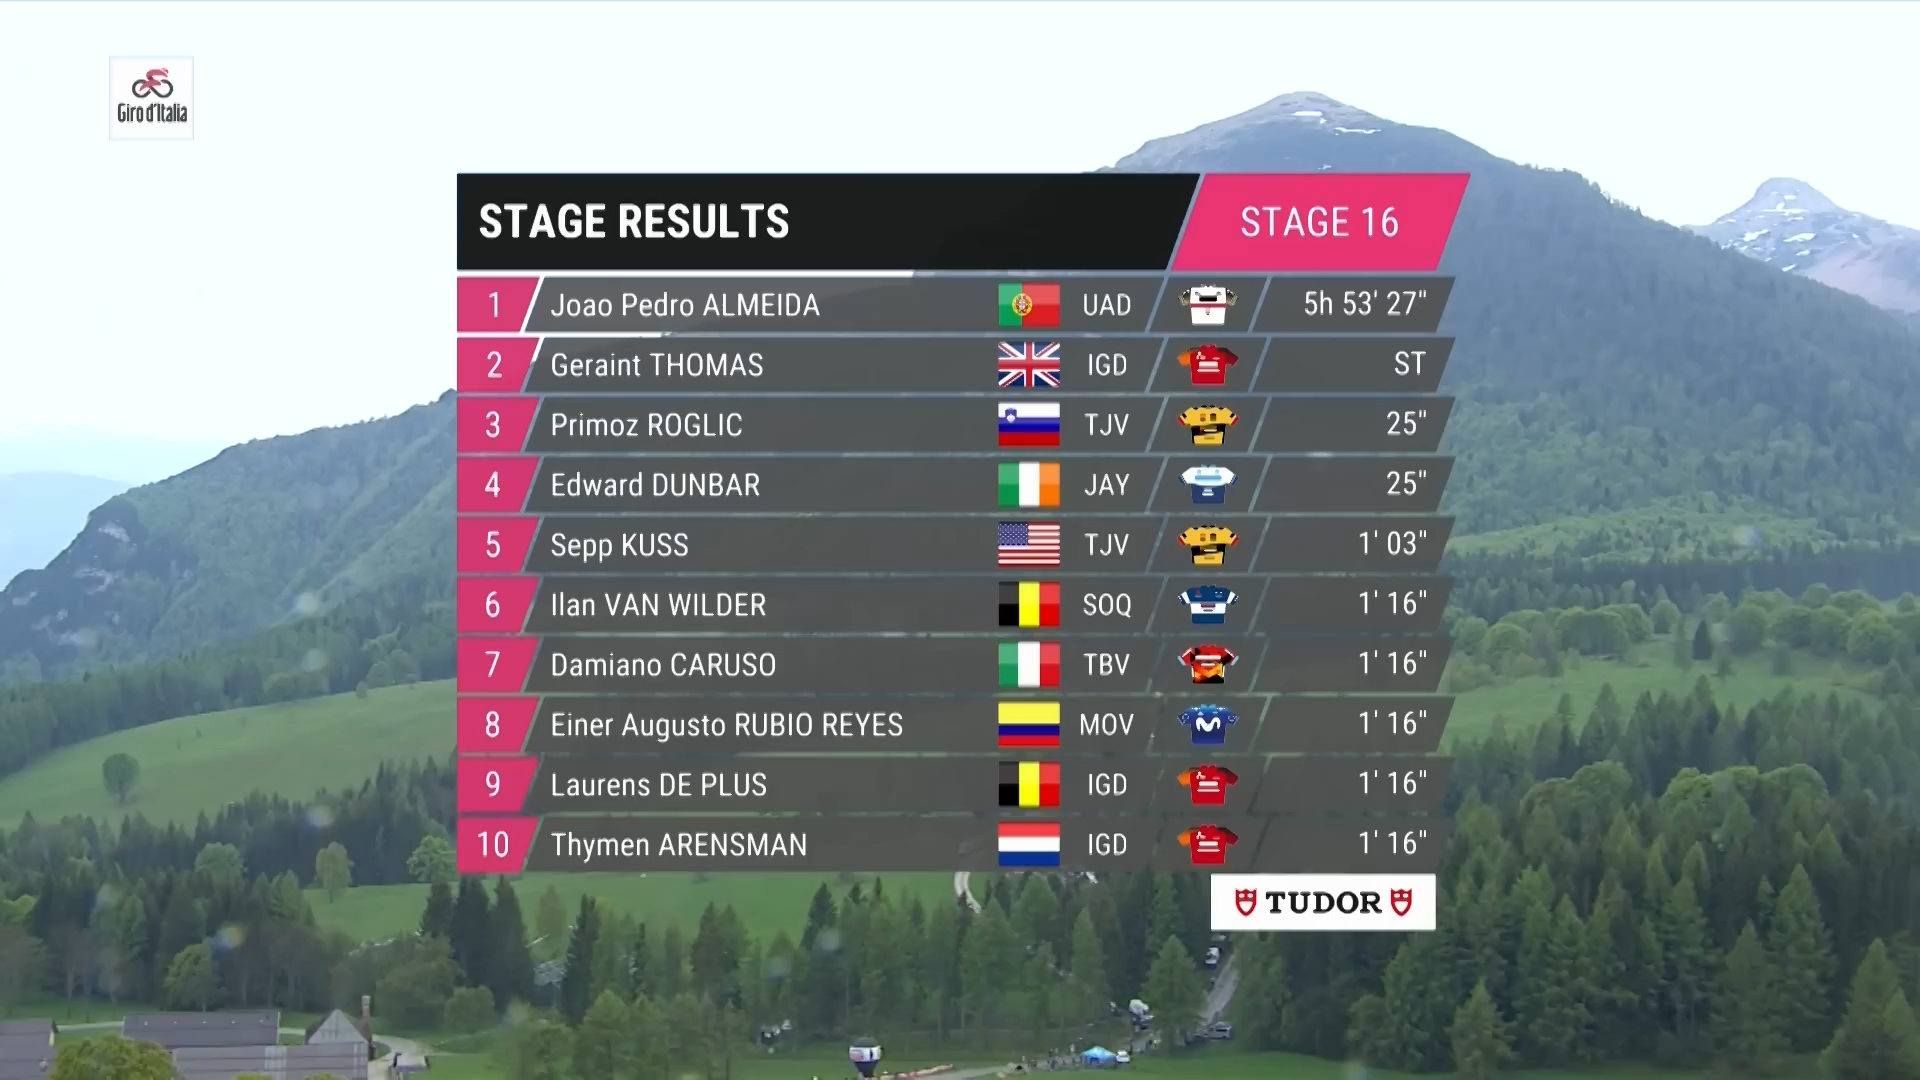 Giro d'Italia
STAGE RESULTS STAGE 16
1 Joao Pedro ALMEIDA UAD 5h 53' 27"
2 Geraint THOMAS IGD ST
3 Primoz ROGLIC TJV 25"
4 Edward DUNBAR JAY 25"
5 Sepp KUSS TJV 1' 03"
6 Ilan VAN WILDER SOQ 1' 16"
7 Damiano CARUSO TBV 1' 16"
8 Einer Augusto RUBIO REYES MOV 1' 16"
9 Laurens DE PLUS IGD 1' 16"
10 Thymen ARENSMAN IGD 1' 16"
TUDOR